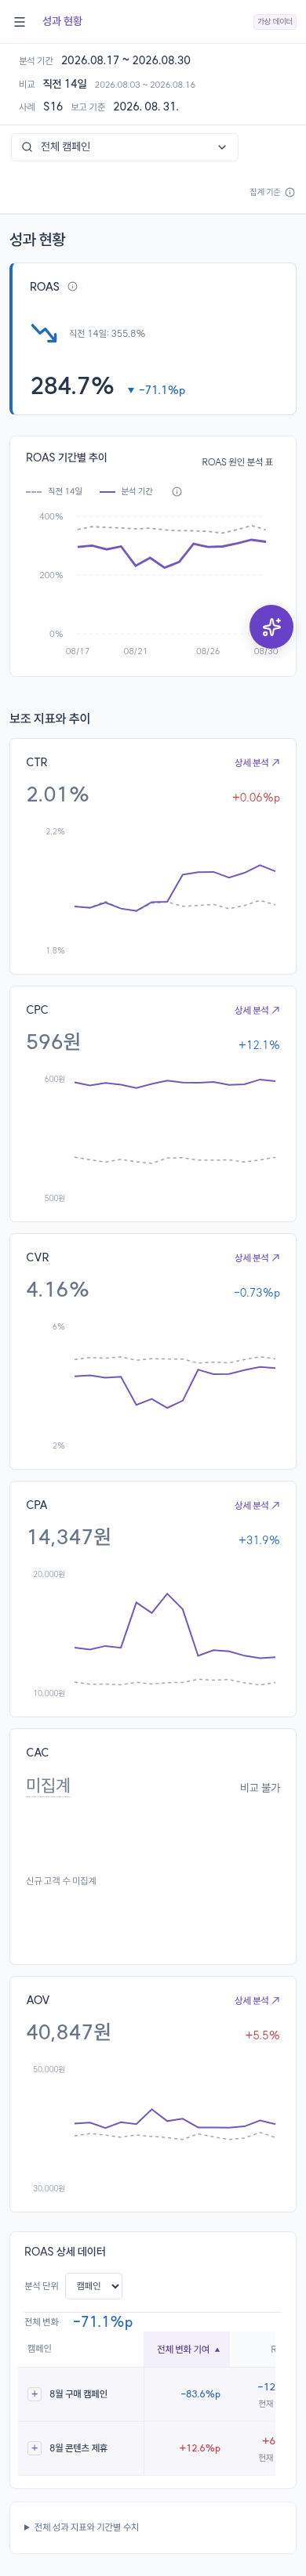 성과 현황
가상 데이터
분석 기간 2026.08.17 ~ 2026.08.30
비교 직전 14일 2026.08.03 ~ 2026.08.16
사례 S16 보고 기준 2026. 08. 31.
전체 캠페인
집계 기준
성과 현황
ROAS
직전 14일: 355.8%
284.7% ▼ -71.1%p
ROAS 기간별 추이
ROAS 원인 분석 표
직전 14일 분석 기간
400%
200%
0%
08/17 08/21 08/26 08/30
보조 지표와 추이
CTR 상세 분석 ↗
2.01% +0.06%p
2.2%
1.8%
CPC 상세 분석 ↗
596원 +12.1%
600원
500원
CVR 상세 분석 ↗
4.16% -0.73%p
6%
2%
CPA 상세 분석 ↗
14,347원 +31.9%
20,000원
10,000원
CAC
미집계 비교 불가
신규 고객 수 미집계
AOV 상세 분석 ↗
40,847원 +5.5%
50,000원
30,000원
ROAS 상세 데이터
분석 단위 캠페인
전체 변화 -71.1%p
캠페인 전체 변화 기여 ▲
+ 8월 구매 캠페인 -83.6%p -12
현재
+ 8월 콘텐츠 제휴 +12.6%p +6
현재
▶ 전체 성과 지표와 기간별 수치